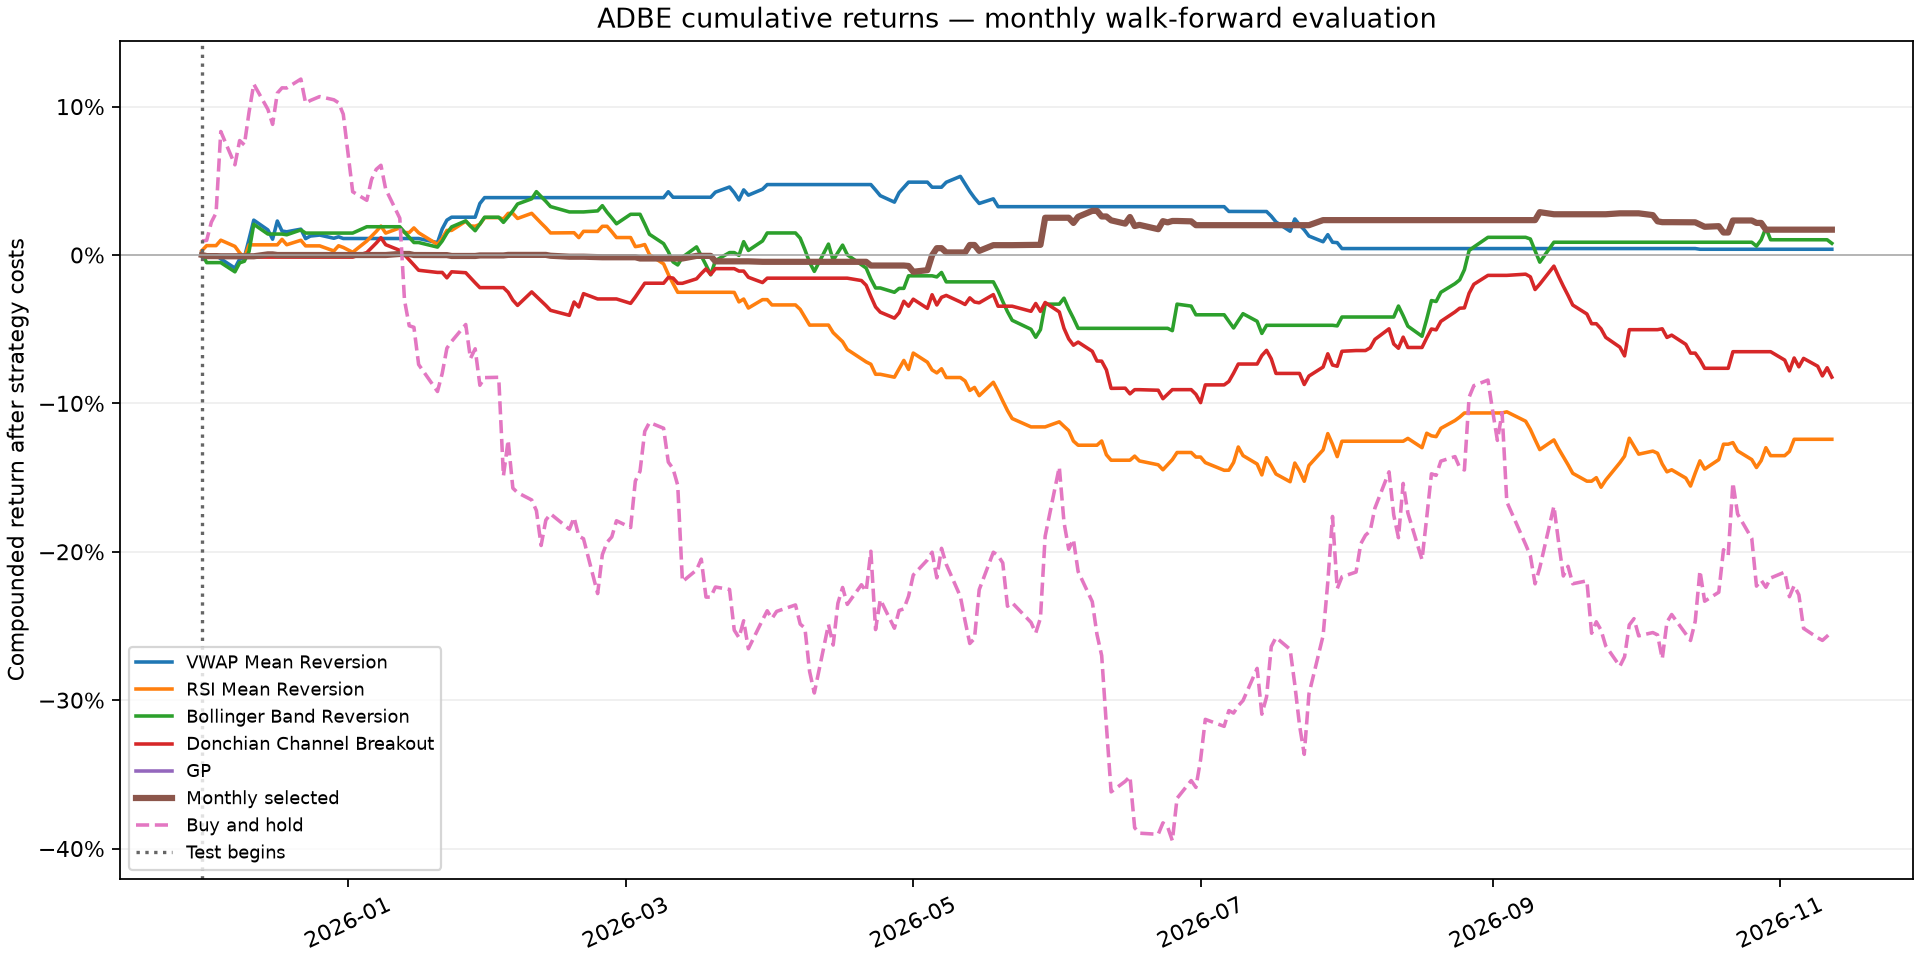 ADBE cumulative returns — monthly walk-forward evaluation
Compounded return after strategy costs
10%
0%
−10%
−20%
−30%
−40%
VWAP Mean Reversion
RSI Mean Reversion
Bollinger Band Reversion
Donchian Channel Breakout
GP
Monthly selected
Buy and hold
Test begins
2026-01
2026-03
2026-05
2026-07
2026-09
2026-11